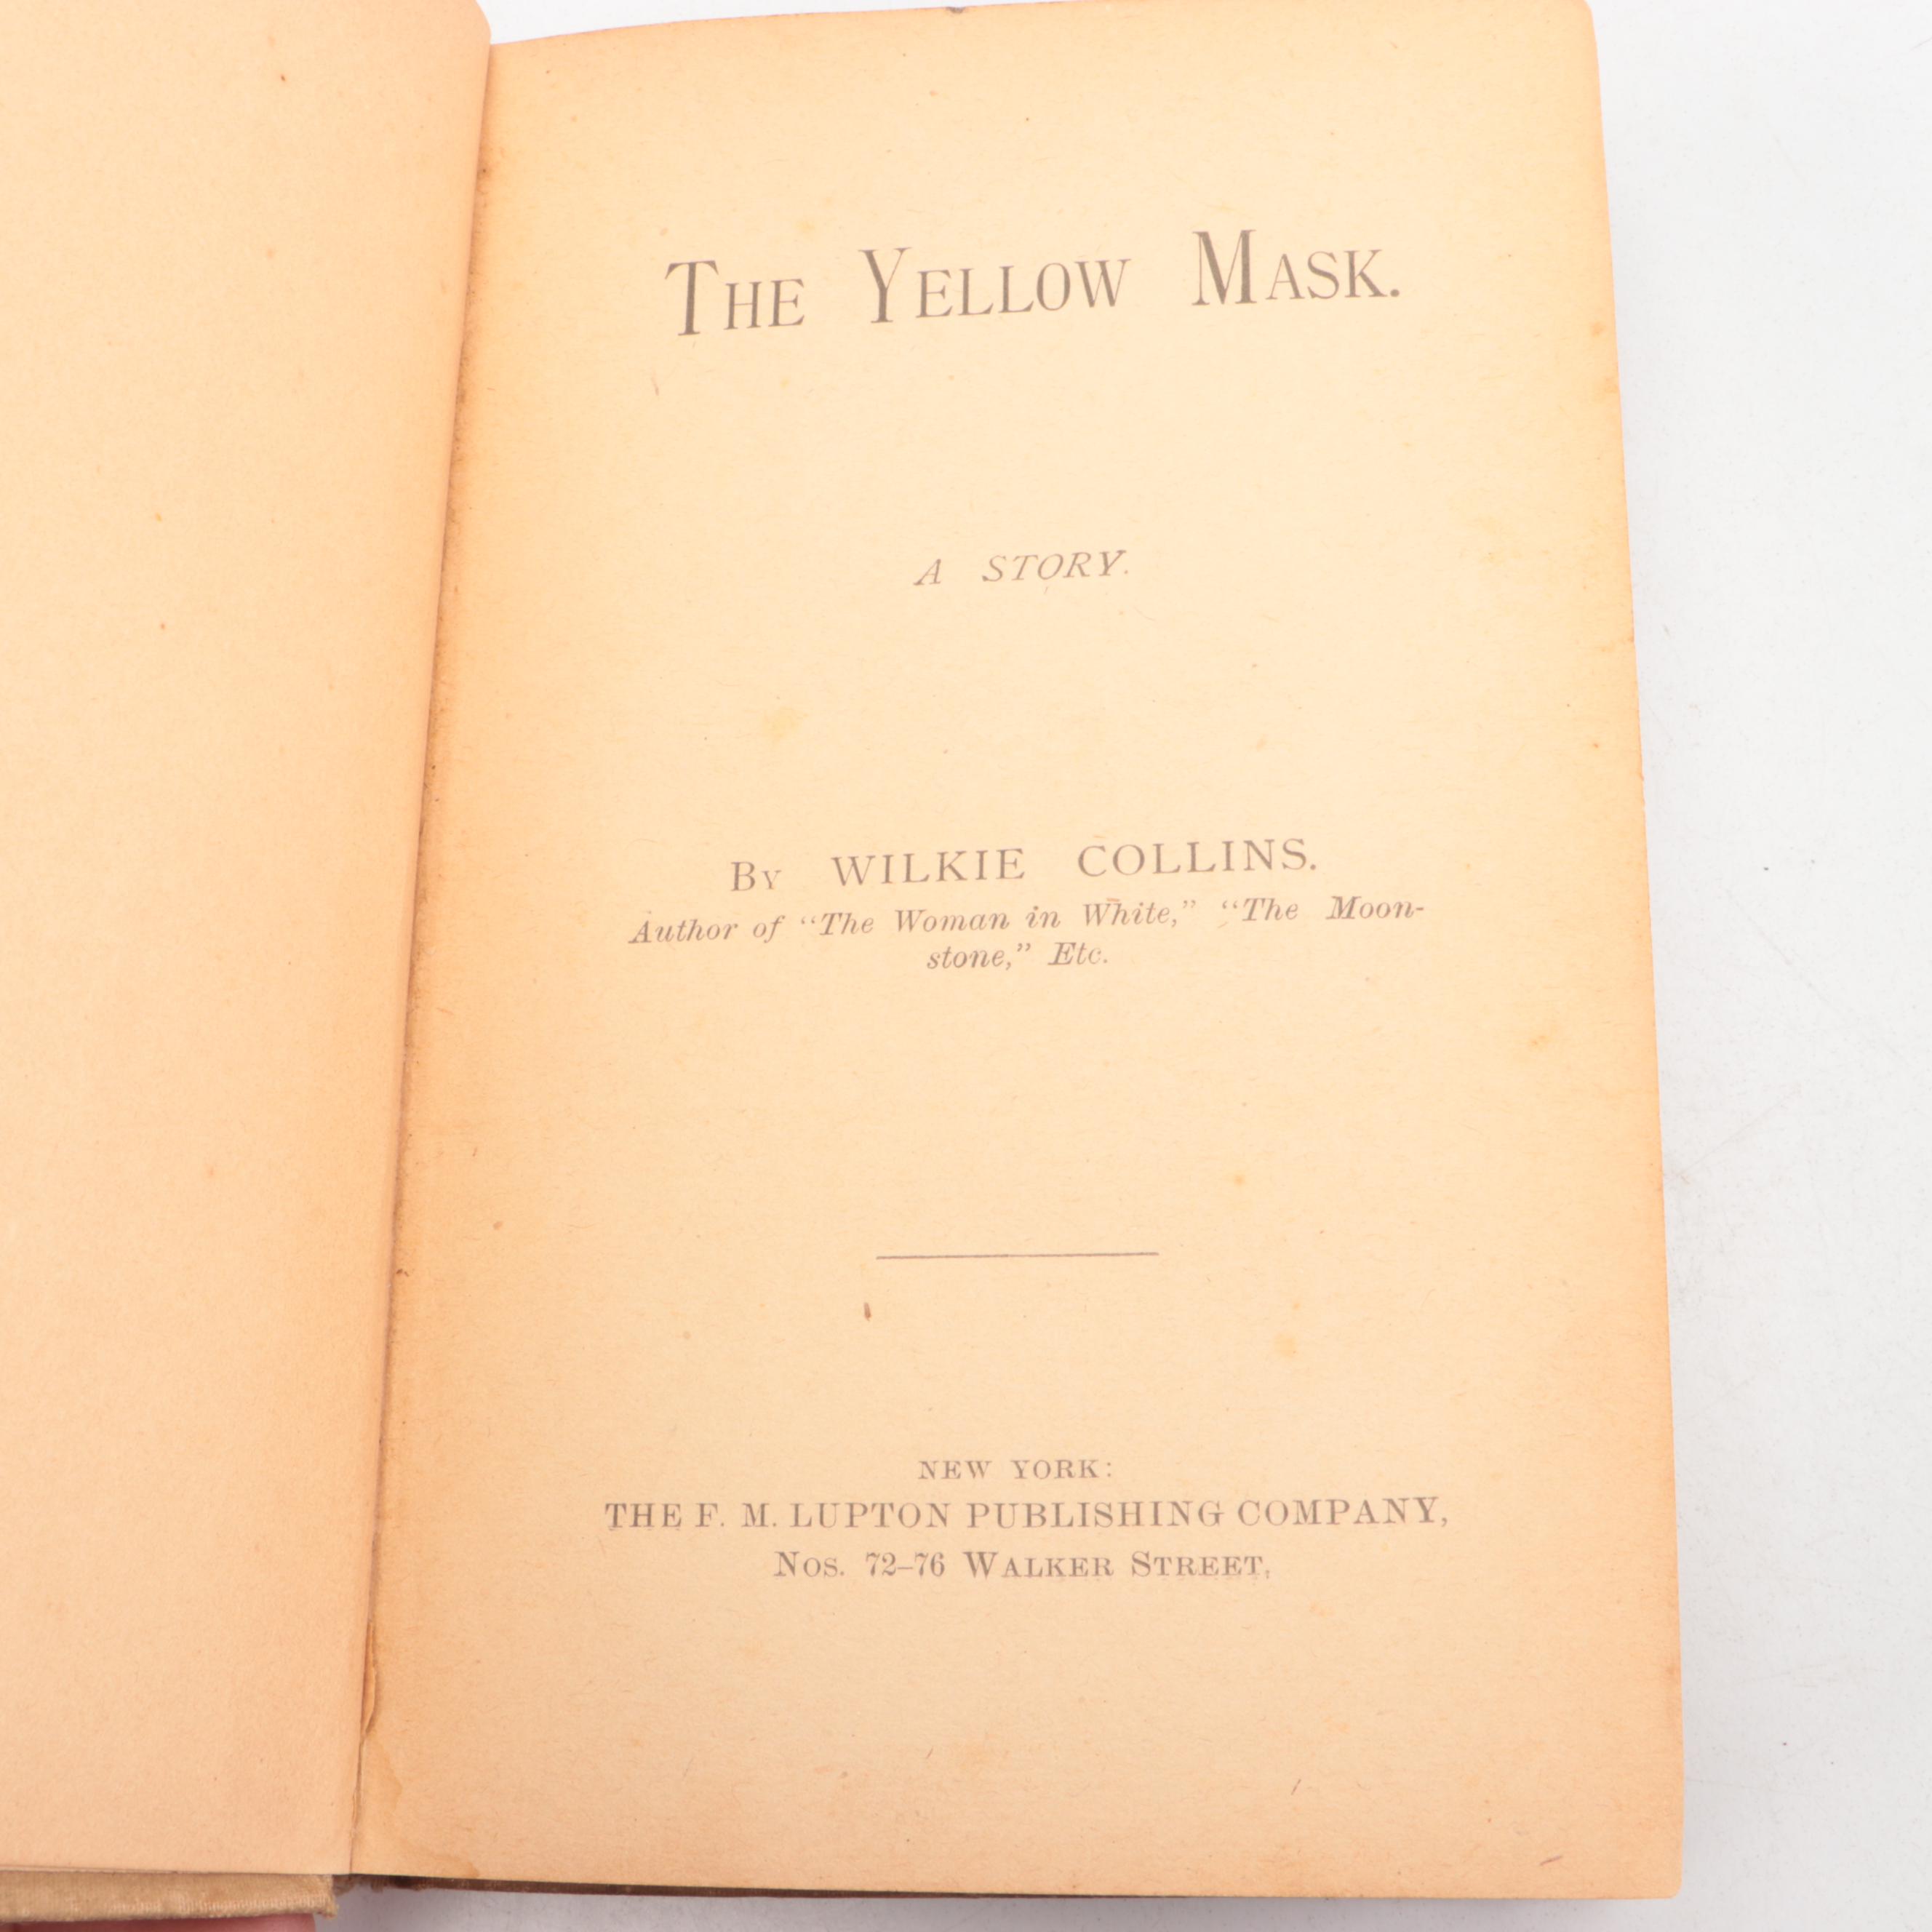 THE YELLOW MASK.
A STORY.
BY WILKIE COLLINS.
Author of “The Woman in White,” “The Moon-
stone,” Etc.
NEW YORK:
THE F. M. LUPTON PUBLISHING COMPANY,
NOS. 72–76 WALKER STREET,